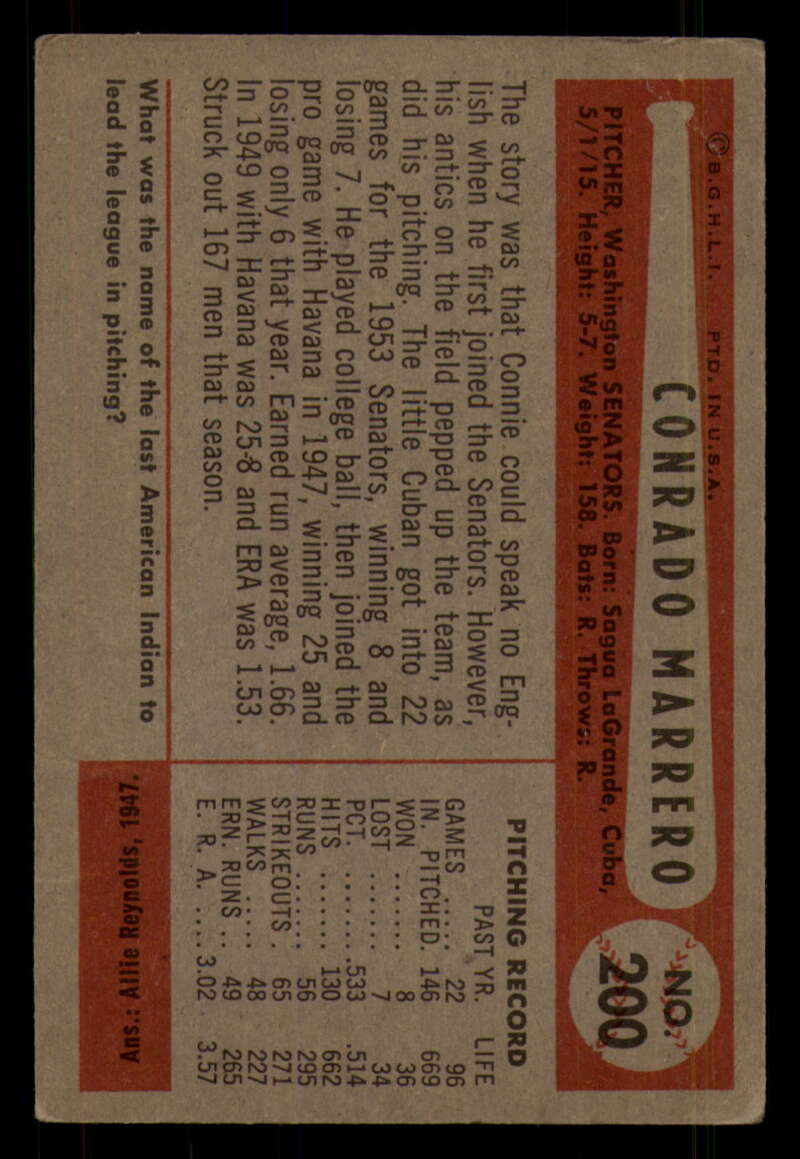 © B.G.H.L.I. PTD. IN U.S.A.
CONRADO MARRERO
NO.
200
PITCHER, Washington SENATORS. Born: Sagua LaGrande, Cuba,
5/1/15. Height: 5-7. Weight: 158. Bats: R. Throws: R.
The story was that Connie could speak no Eng-
lish when he first joined the Senators. However,
his antics on the field pepped up the team, as
did his pitching. The little Cuban got into 22
games for the 1953 Senators, winning 8 and
losing 7. He played college ball, then joined the
pro game with Havana in 1947, winning 25 and
losing only 6 that year. Earned run average, 1.66.
In 1949 with Havana was 25-8 and ERA was 1.53.
Struck out 167 men that season.
PITCHING RECORD
PAST YR. LIFE
GAMES ..... 22 96
IN. PITCHED. 146 669
WON ....... 8 36
LOST ....... 7 34
PCT. ....... .533 .514
HITS ....... 130 662
RUNS ....... 56 295
STRIKEOUTS . 65 271
WALKS ..... 48 227
ERN. RUNS .. 49 265
E. R. A. ....3.02 3.57
What was the name of the last American Indian to
lead the league in pitching?
Ans.: Allie Reynolds, 1947.